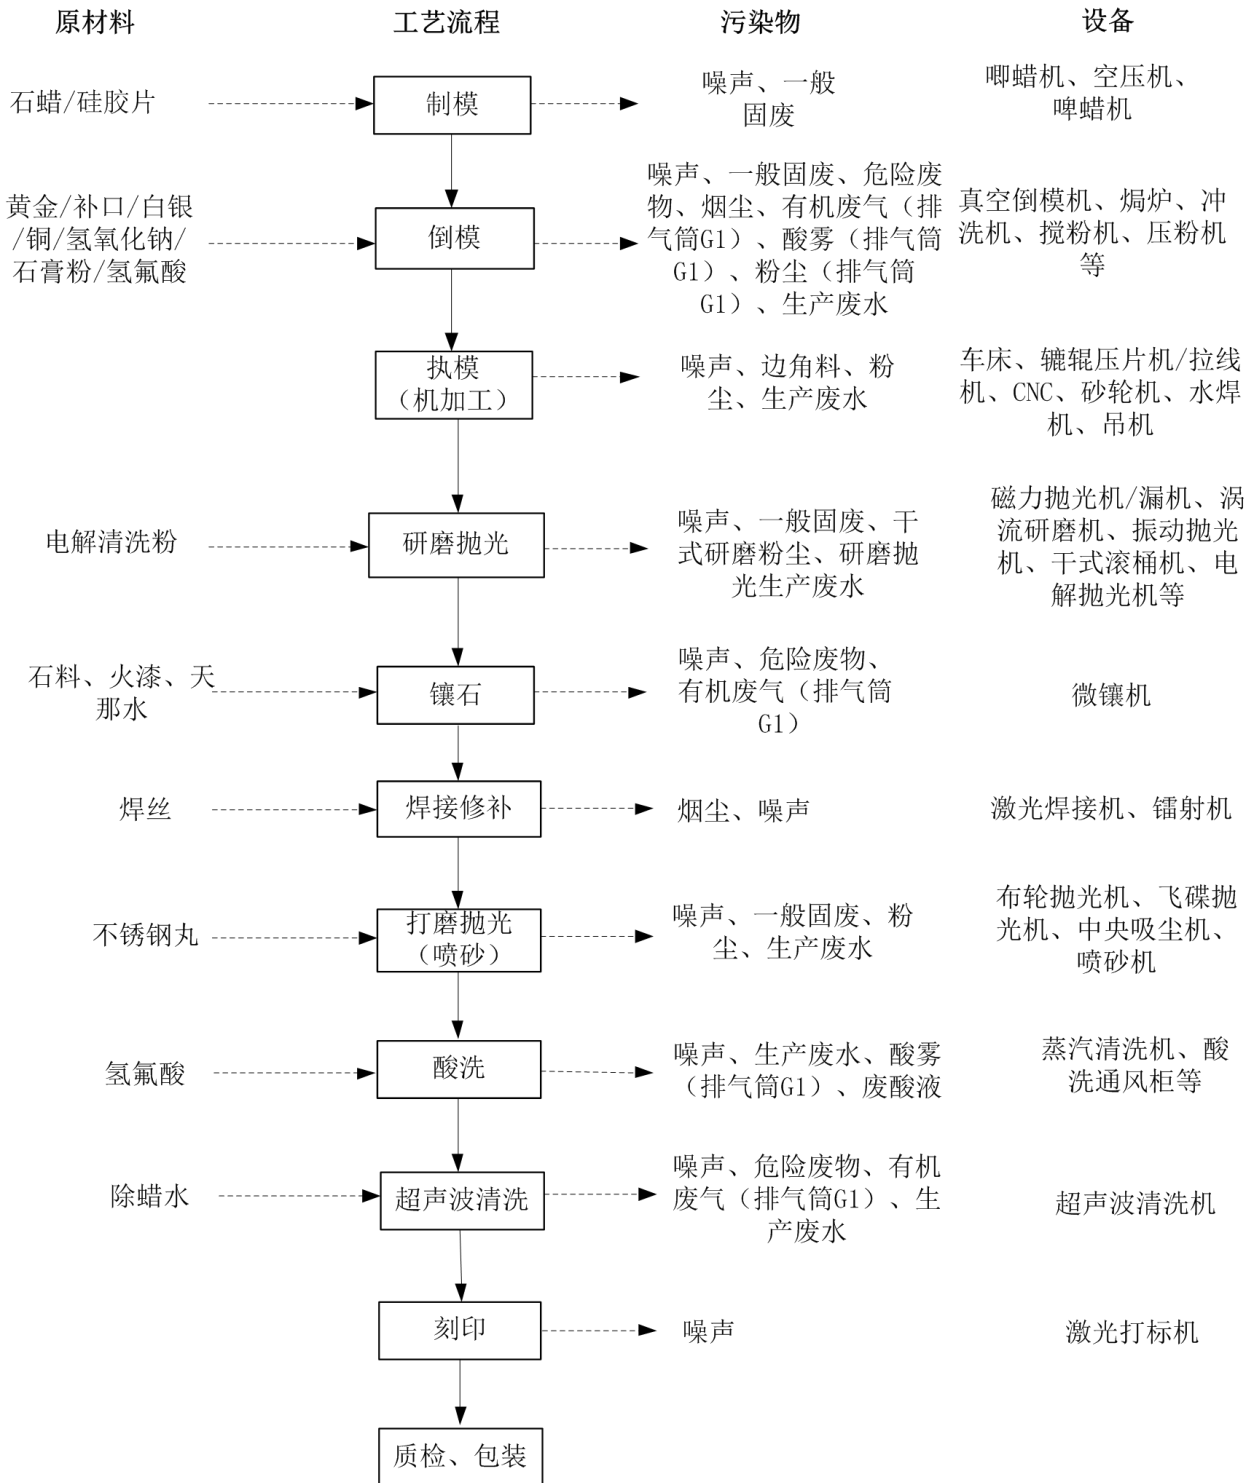 原材料
工艺流程
污染物
设备
石蜡/硅胶片
制模
噪声、一般
固废
唧蜡机、空压机、
啤蜡机
黄金/补口/白银
/铜/氢氧化钠/
石膏粉/氢氟酸
倒模
噪声、一般固废、危险废
物、烟尘、有机废气（排
气筒G1）、酸雾（排气筒
G1）、粉尘（排气筒
G1）、生产废水
真空倒模机、焗炉、冲
洗机、搅粉机、压粉机
等
执模
（机加工）
噪声、边角料、粉
尘、生产废水
车床、辘辊压片机/拉线
机、CNC、砂轮机、水焊
机、吊机
电解清洗粉
研磨抛光
噪声、一般固废、干
式研磨粉尘、研磨抛
光生产废水
磁力抛光机/漏机、涡
流研磨机、振动抛光
机、干式滚桶机、电
解抛光机等
石料、火漆、天
那水
镶石
噪声、危险废物、
有机废气（排气筒
G1）
微镶机
焊丝
焊接修补
烟尘、噪声
激光焊接机、镭射机
不锈钢丸
打磨抛光
（喷砂）
噪声、一般固废、粉
尘、生产废水
布轮抛光机、飞碟抛
光机、中央吸尘机、
喷砂机
氢氟酸
酸洗
噪声、生产废水、酸雾
（排气筒G1）、废酸液
蒸汽清洗机、酸
洗通风柜等
除蜡水
超声波清洗
噪声、危险废物、有机
废气（排气筒G1）、生
产废水
超声波清洗机
刻印
噪声
激光打标机
质检、包装